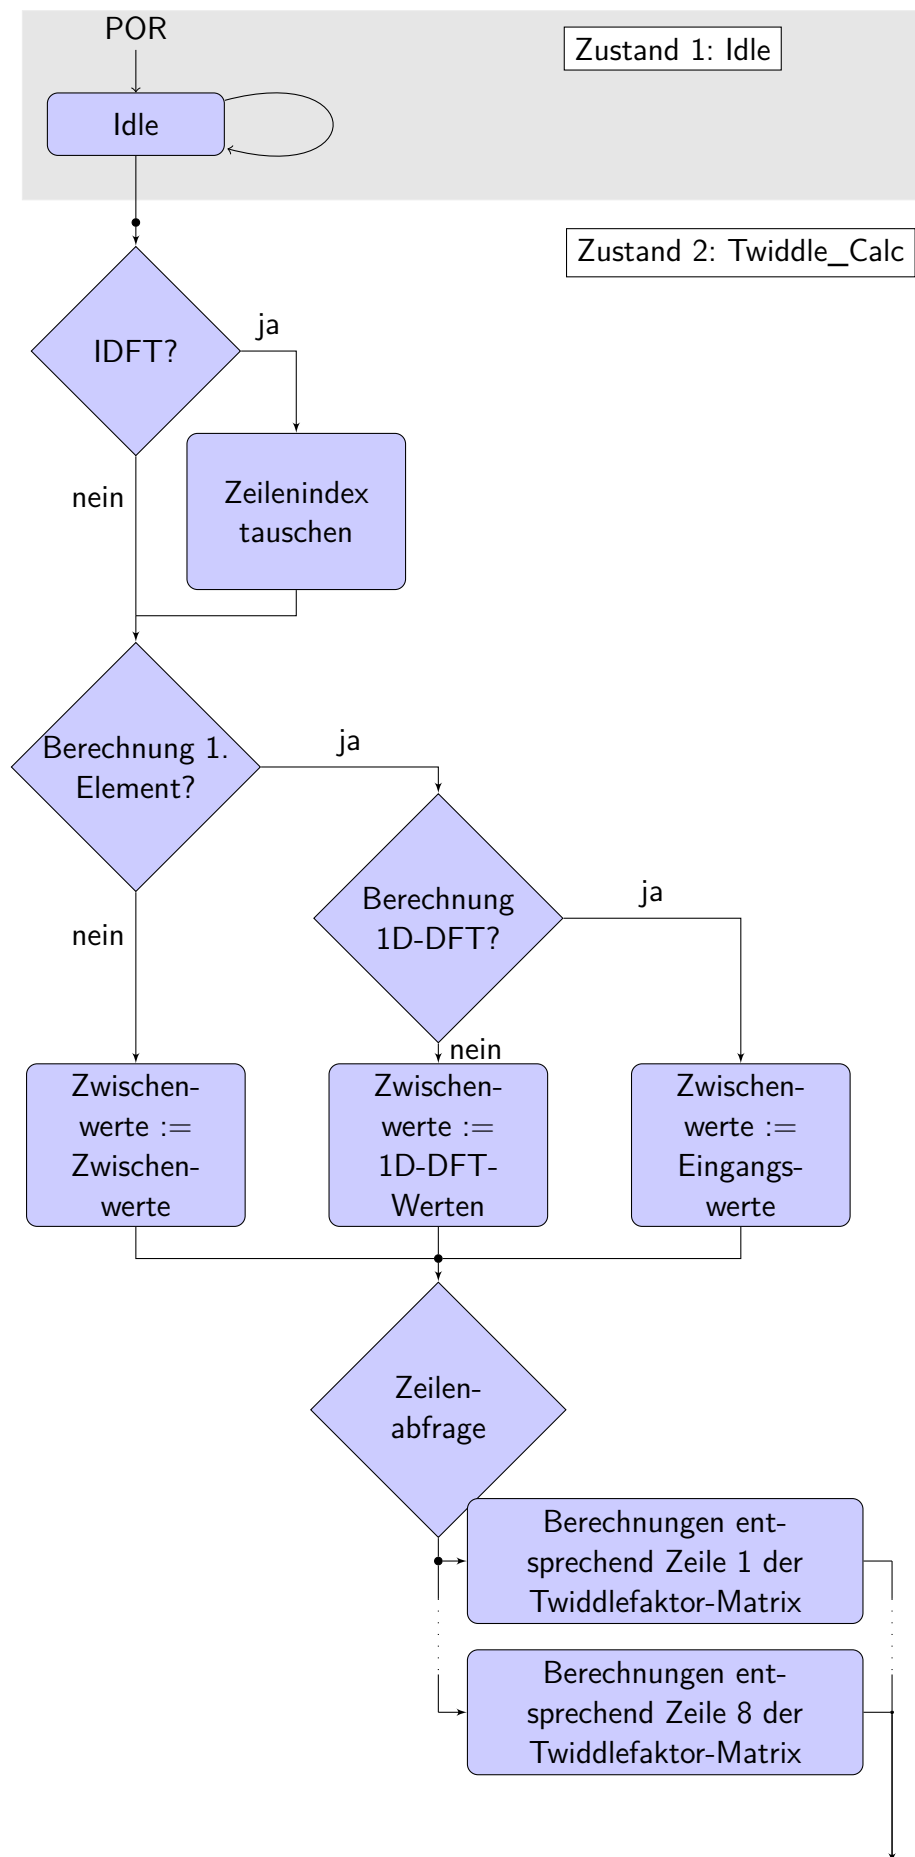 POR
Zustand 1: Idle
Idle
Zustand 2: Twiddle_Calc
ja
IDFT?
nein
Zeilenindex
tauschen
ja
Berechnung 1.
Element?
ja
Berechnung
1D-DFT?
nein
nein
Zwischen-
werte :=
Zwischen-
werte
Zwischen-
werte :=
1D-DFT-
Werten
Zwischen-
werte :=
Eingangs-
werte
Zeilen-
abfrage
Berechnungen ent-
sprechend Zeile 1 der
Twiddlefaktor-Matrix
Berechnungen ent-
sprechend Zeile 8 der
Twiddlefaktor-Matrix